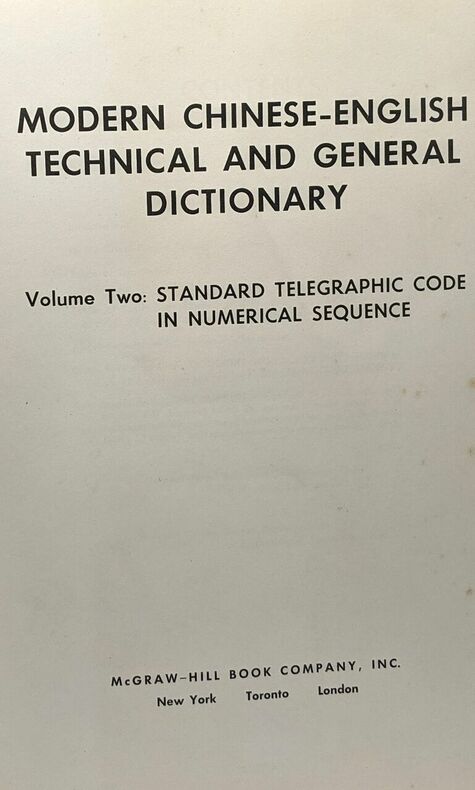 MODERN CHINESE-ENGLISH
TECHNICAL AND GENERAL
DICTIONARY
Volume Two: STANDARD TELEGRAPHIC CODE
IN NUMERICAL SEQUENCE
McGRAW-HILL BOOK COMPANY, INC.
New York Toronto London